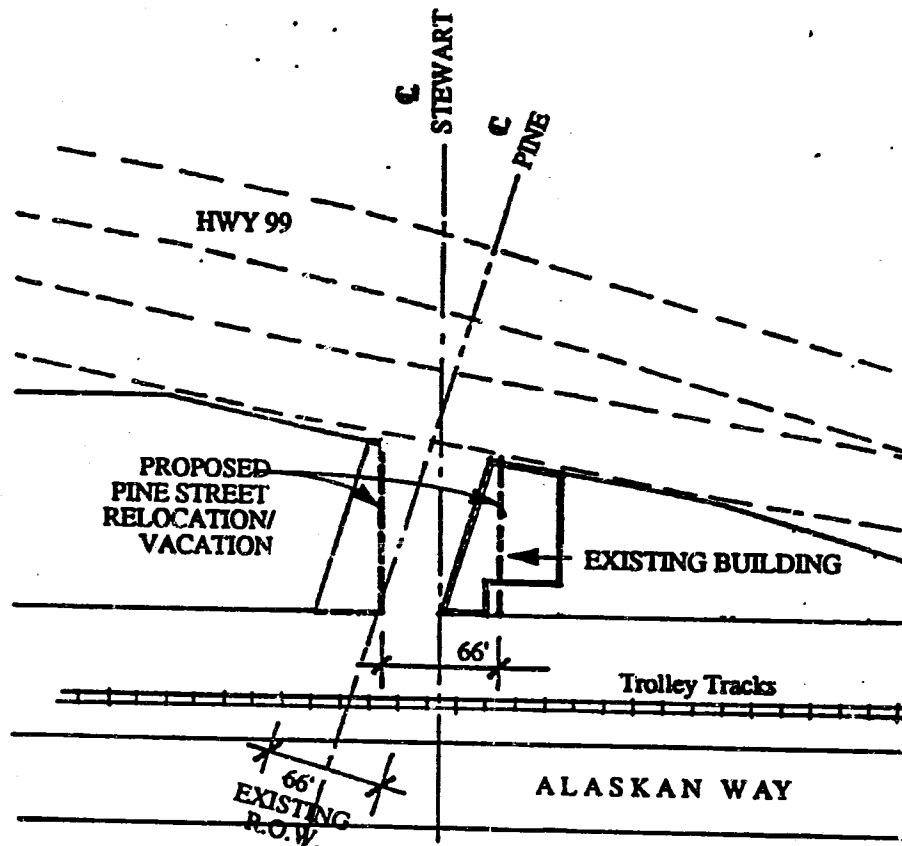 ℄
STEWART
℄
PINE
HWY 99
PROPOSED
PINE STREET
RELOCATION/
VACATION
EXISTING BUILDING
66'
Trolley Tracks
66'
EXISTING
R.O.W.
ALASKAN WAY